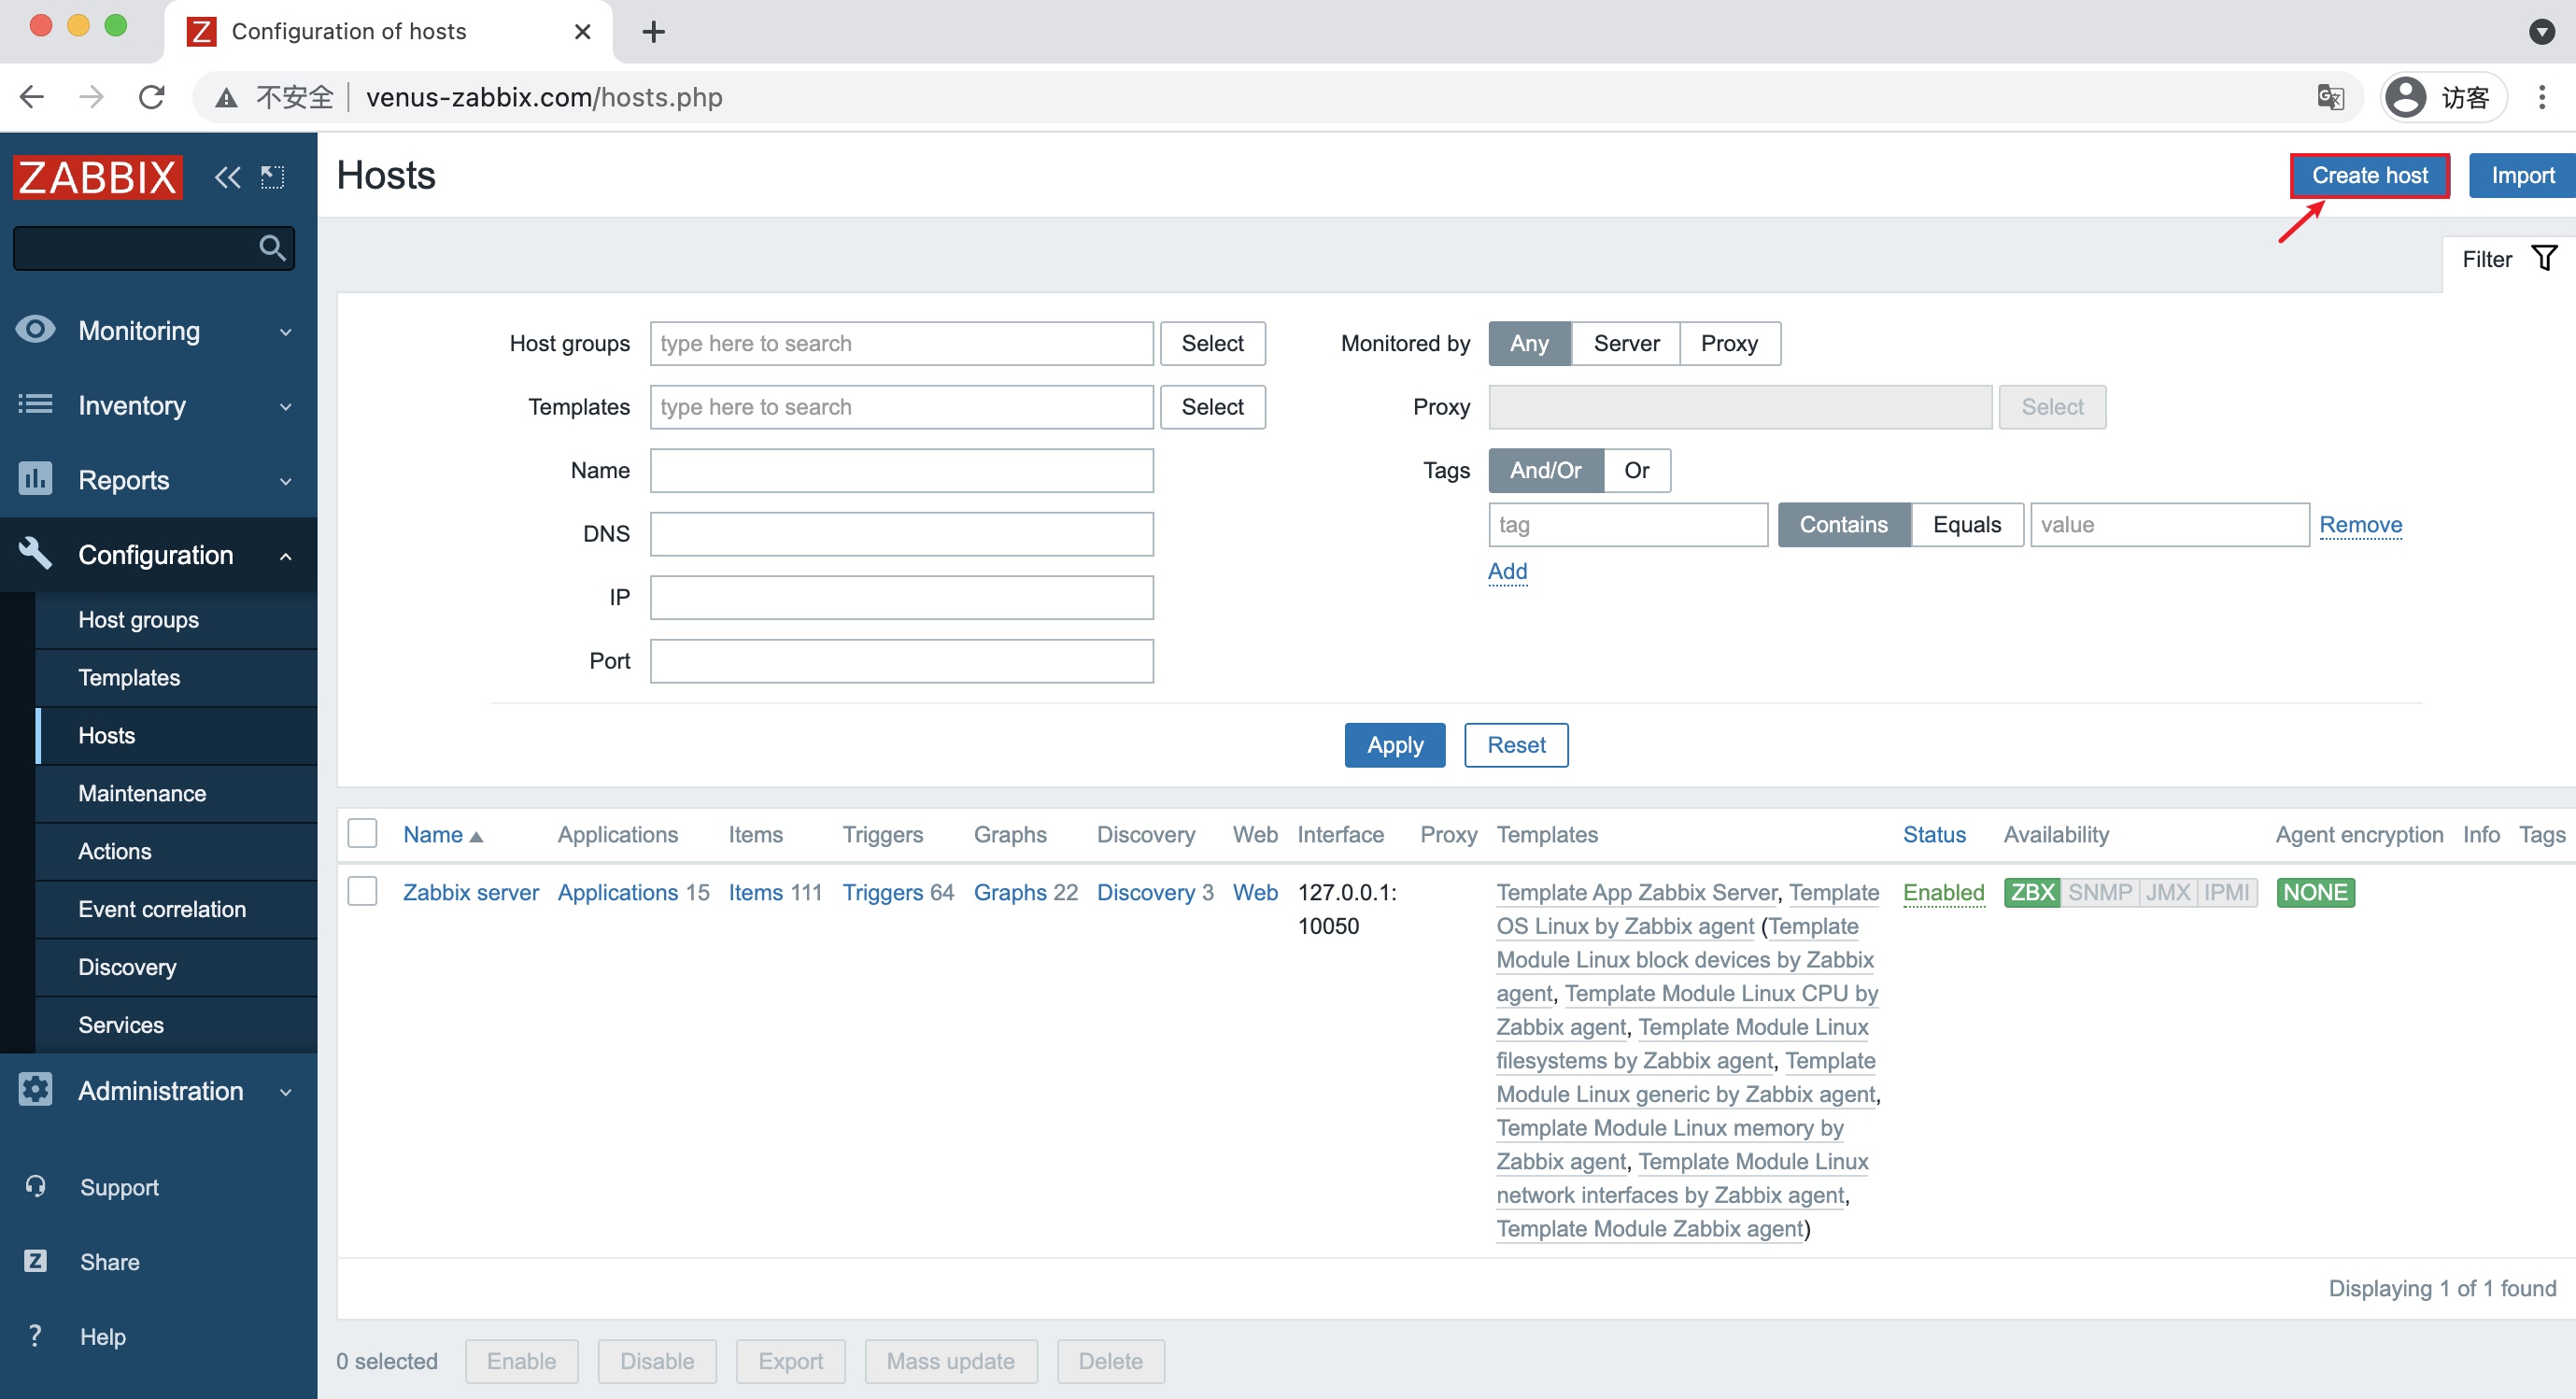 Configuration of hosts
不安全 | venus-zabbix.com/hosts.php
访客
ZABBIX
Hosts
Create host
Import
Filter
Monitoring
Inventory
Reports
Configuration
Host groups
Templates
Hosts
Maintenance
Actions
Event correlation
Discovery
Services
Administration
Support
Share
Help
Host groups type here to search Select
Templates type here to search Select
Name
DNS
IP
Port
Monitored by Any Server Proxy
Proxy Select
Tags And/Or Or
tag Contains Equals value Remove
Add
Apply Reset
Name Applications Items Triggers Graphs Discovery Web Interface Proxy Templates Status Availability Agent encryption Info Tags
Zabbix server Applications 15 Items 111 Triggers 64 Graphs 22 Discovery 3 Web 127.0.0.1: Template App Zabbix Server, Template Enabled ZBX SNMP JMX IPMI NONE
10050 OS Linux by Zabbix agent (Template
Module Linux block devices by Zabbix
agent, Template Module Linux CPU by
Zabbix agent, Template Module Linux
filesystems by Zabbix agent, Template
Module Linux generic by Zabbix agent,
Template Module Linux memory by
Zabbix agent, Template Module Linux
network interfaces by Zabbix agent,
Template Module Zabbix agent)
Displaying 1 of 1 found
0 selected Enable Disable Export Mass update Delete